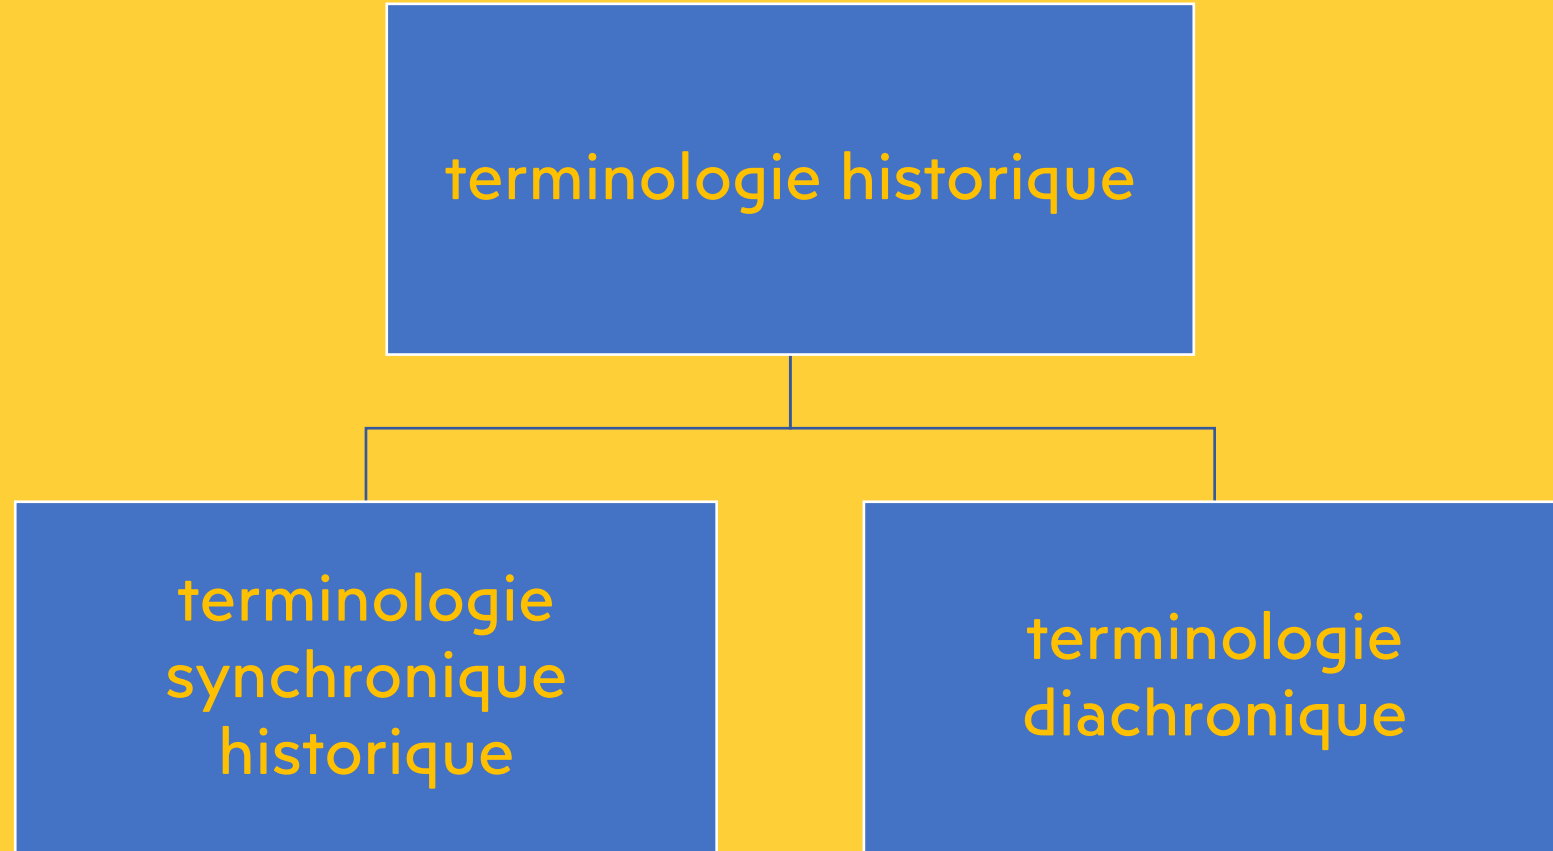 terminologie historique
terminologie
synchronique
historique
terminologie
diachronique